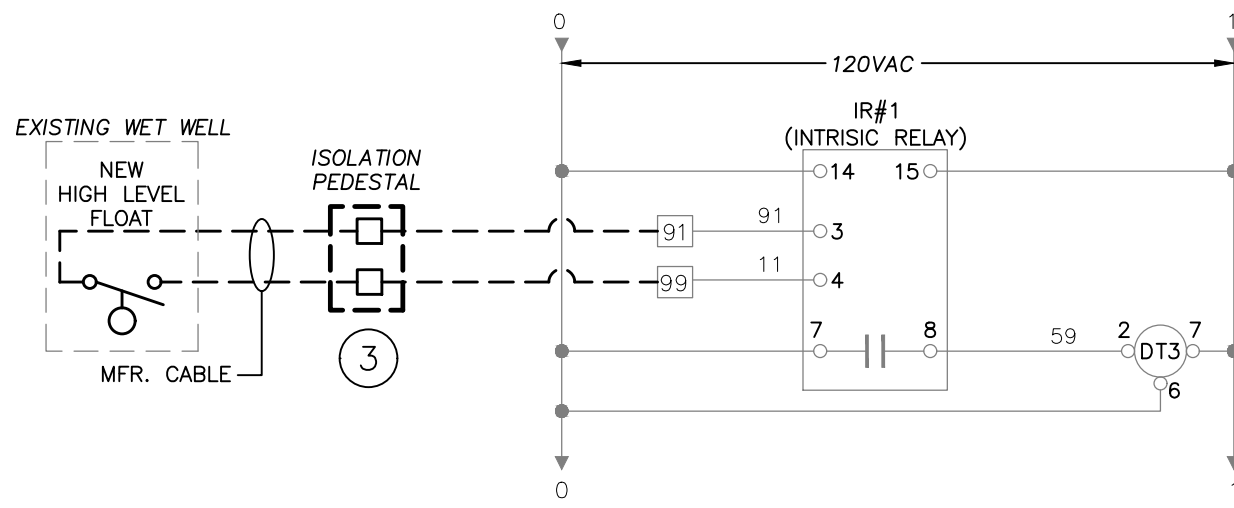 0
1
120VAC
IR#1
(INTRISIC RELAY)
EXISTING WET WELL
ISOLATION
PEDESTAL
NEW
HIGH LEVEL
FLOAT
14
15
91
91
3
99
11
4
7
8
59
2
DT3
7
6
3
MFR. CABLE
0
1